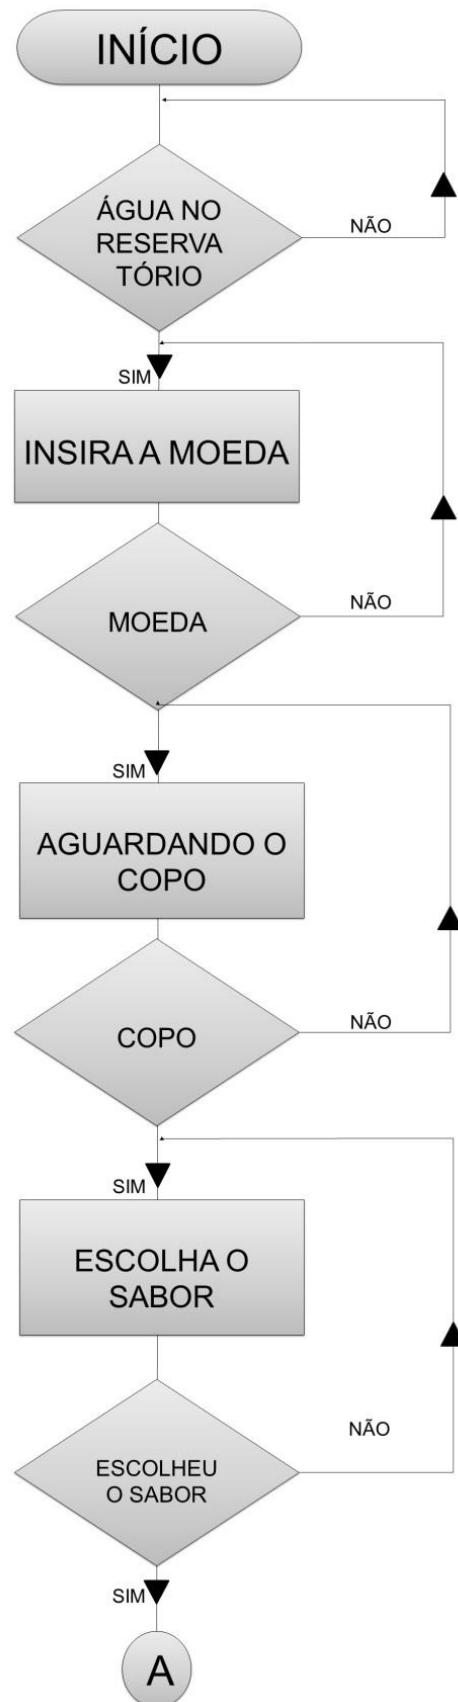 INÍCIO
ÁGUA NO
RESERVA
TÓRIO
NÃO
SIM
INSIRA A MOEDA
MOEDA
NÃO
SIM
AGUARDANDO O
COPO
COPO
NÃO
SIM
ESCOLHA O
SABOR
NÃO
ESCOLHEU
O SABOR
SIM
A